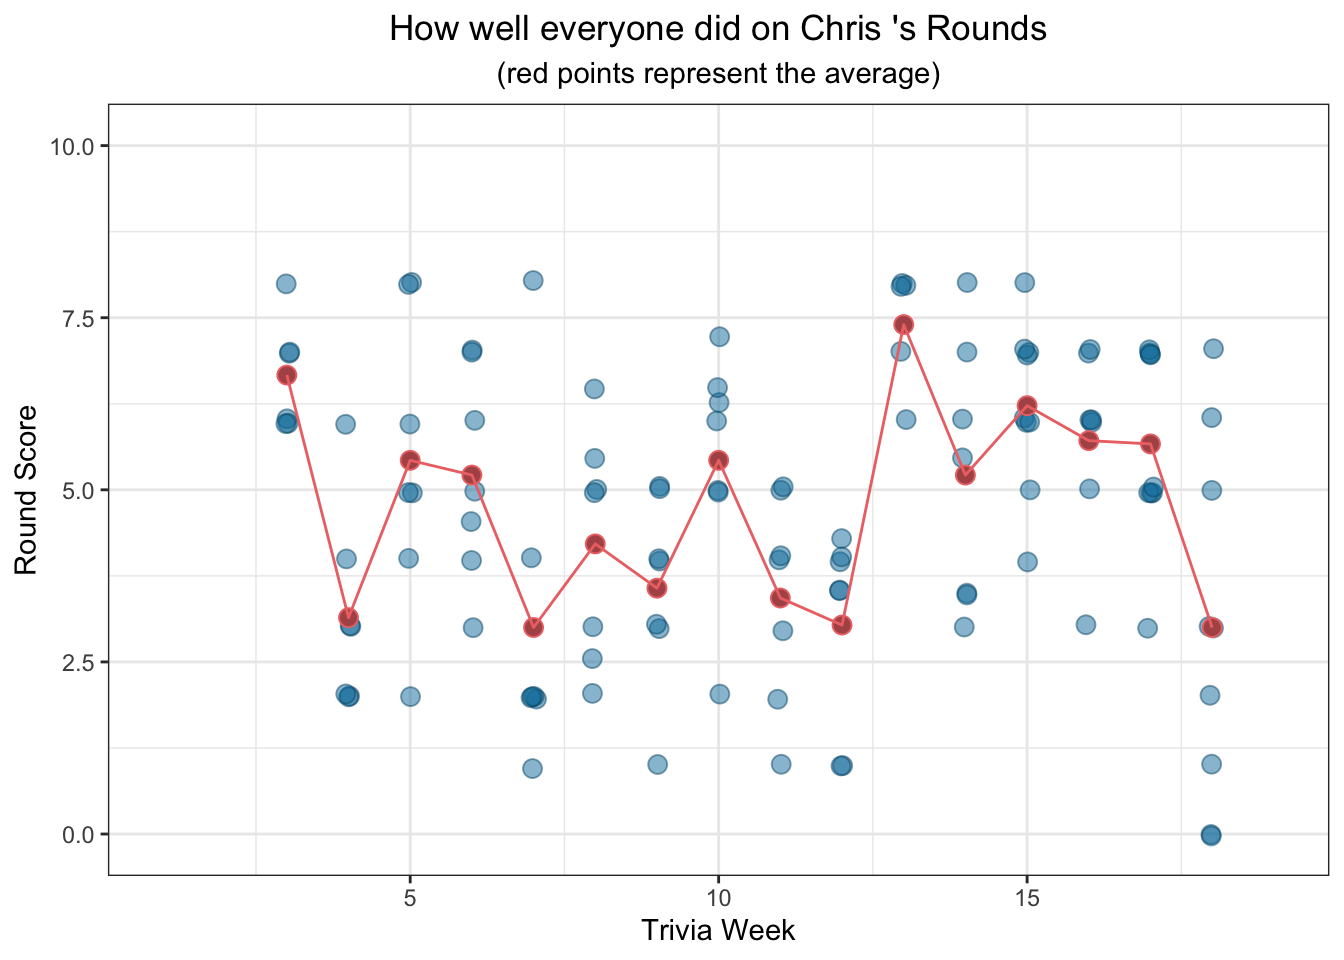 How well everyone did on Chris 's Rounds
(red points represent the average)
10.0
7.5
5.0
2.5
0.0
Round Score
5 10 15
Trivia Week